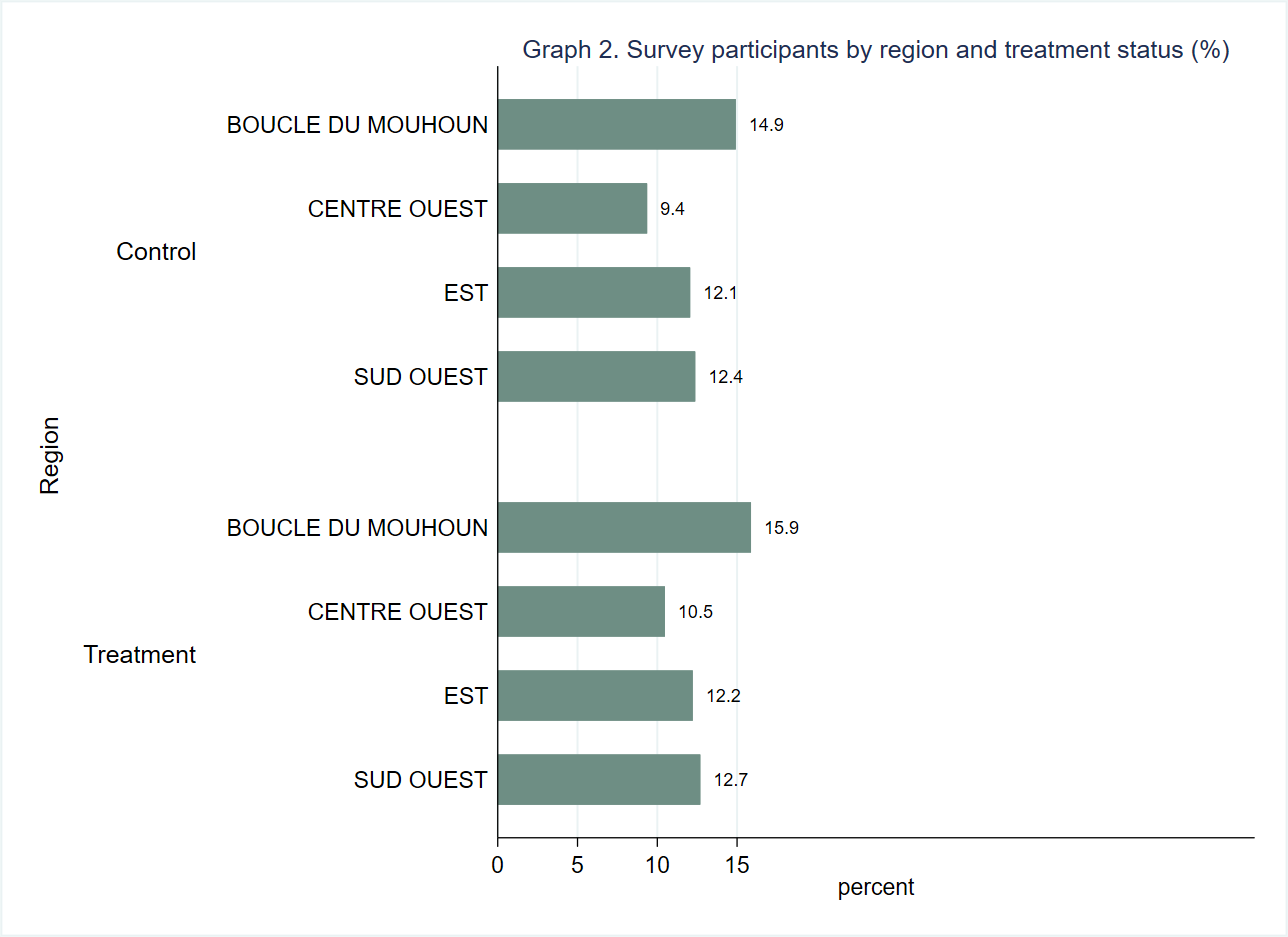 Graph 2. Survey participants by region and treatment status (%)
Region
Control
BOUCLE DU MOUHOUN 14.9
CENTRE OUEST 9.4
EST 12.1
SUD OUEST 12.4
Treatment
BOUCLE DU MOUHOUN 15.9
CENTRE OUEST 10.5
EST 12.2
SUD OUEST 12.7
0 5 10 15
percent